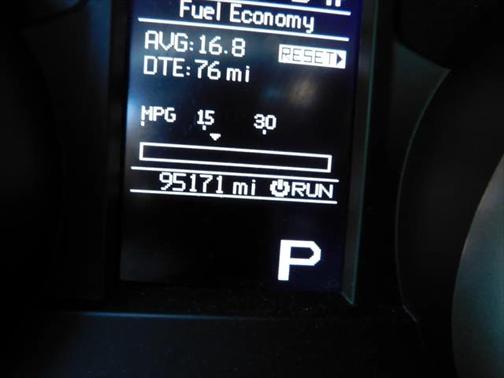 Fuel Economy
AVG: 16.8 RESET
DTE: 76 mi
MPG 15 30
95171 mi RUN
P